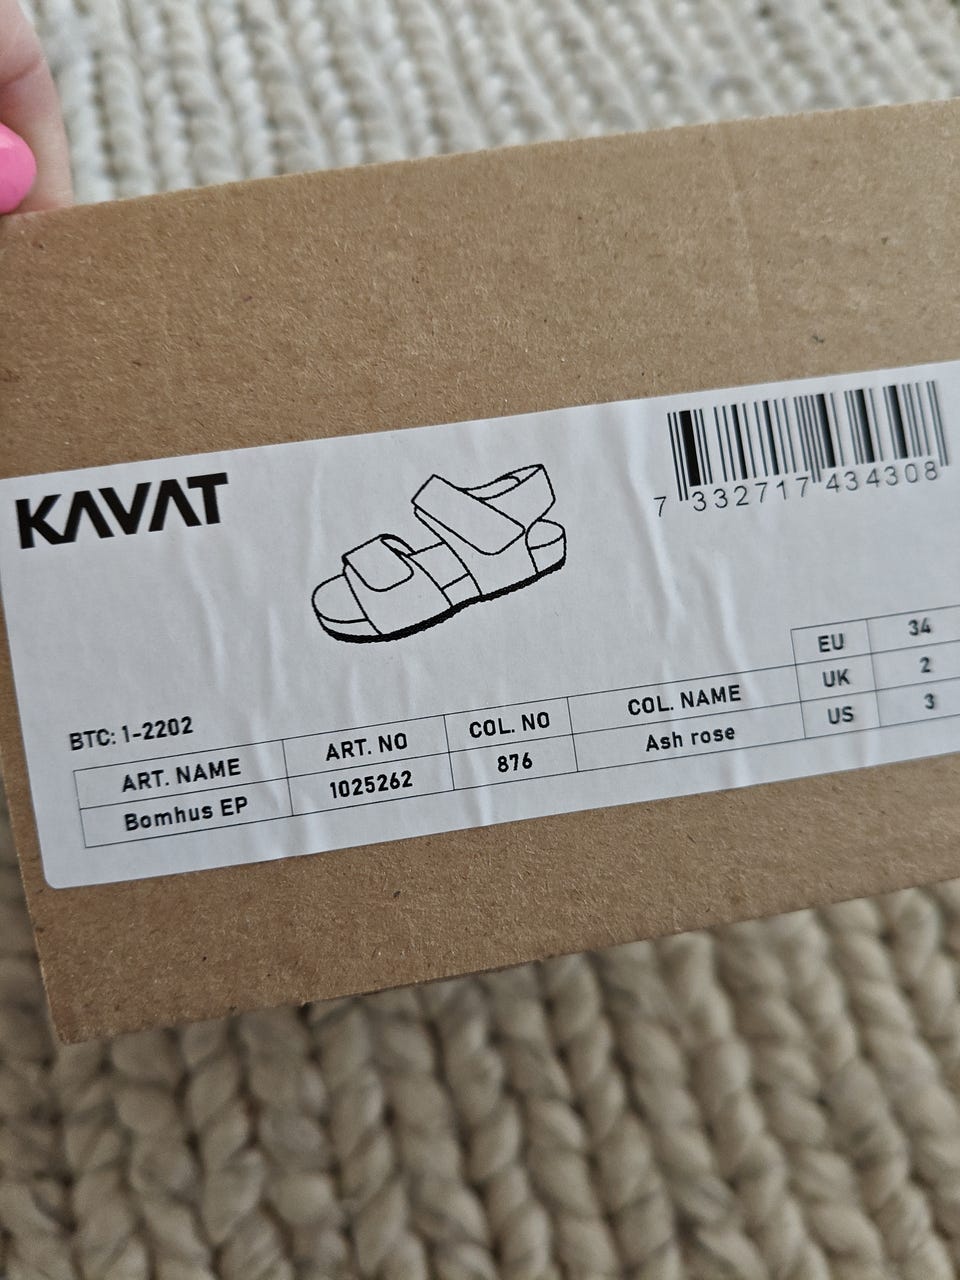 KAVAT
7 332717 434308
BTC: 1-2202
EU 34
UK 2
US 3
ART. NAME ART. NO COL. NO COL. NAME
Bomhus EP 1025262 876 Ash rose